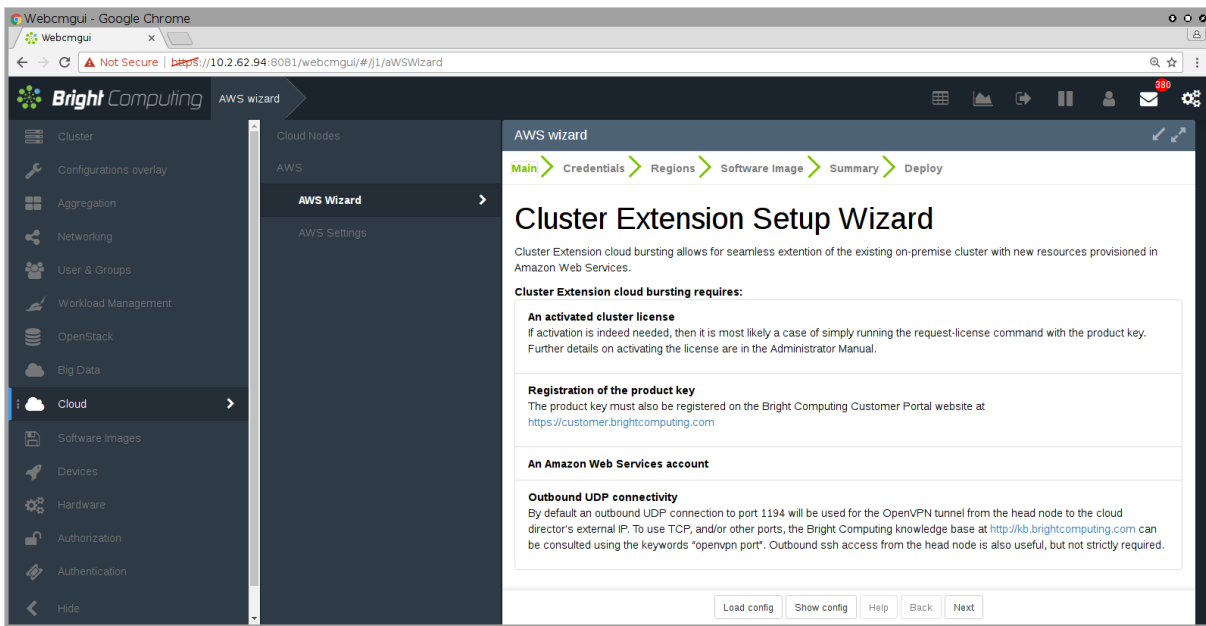 Webcmgui - Google Chrome
Webcmgui
Not Secure | https://10.2.62.94:8081/webcmgui/#/j1/aWSWizard
Bright Computing
AWS wizard
380
Cluster
Configurations overlay
Aggregation
Networking
User & Groups
Workload Management
OpenStack
Big Data
Cloud
Software Images
Devices
Hardware
Authorization
Authentication
Hide
Cloud Nodes
AWS
AWS Wizard
AWS Settings
AWS wizard
Main Credentials Regions Software Image Summary Deploy
Cluster Extension Setup Wizard
Cluster Extension cloud bursting allows for seamless extention of the existing on-premise cluster with new resources provisioned in
Amazon Web Services.
Cluster Extension cloud bursting requires:
An activated cluster license
If activation is indeed needed, then it is most likely a case of simply running the request-license command with the product key.
Further details on activating the license are in the Administrator Manual.
Registration of the product key
The product key must also be registered on the Bright Computing Customer Portal website at
https://customer.brightcomputing.com
An Amazon Web Services account
Outbound UDP connectivity
By default an outbound UDP connection to port 1194 will be used for the OpenVPN tunnel from the head node to the cloud
director's external IP. To use TCP, and/or other ports, the Bright Computing knowledge base at http://kb.brightcomputing.com can
be consulted using the keywords "openvpn port". Outbound ssh access from the head node is also useful, but not strictly required.
Load config Show config Help Back Next